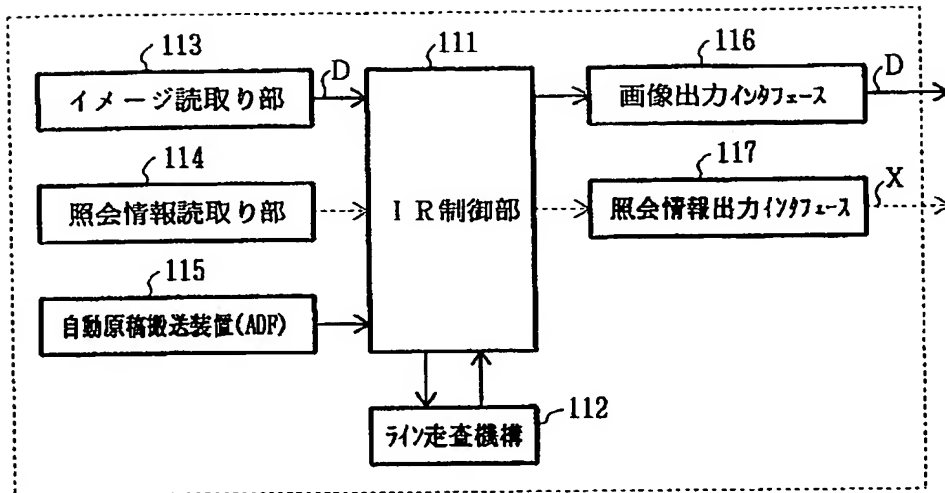 113
イメージ読取り部
D
114
照会情報読取り部
115
自動原稿搬送装置(ADF)
111
IR制御部
112
ライン走査機構
116
画像出力インタフェース
D
117
照会情報出力インタフェース
X